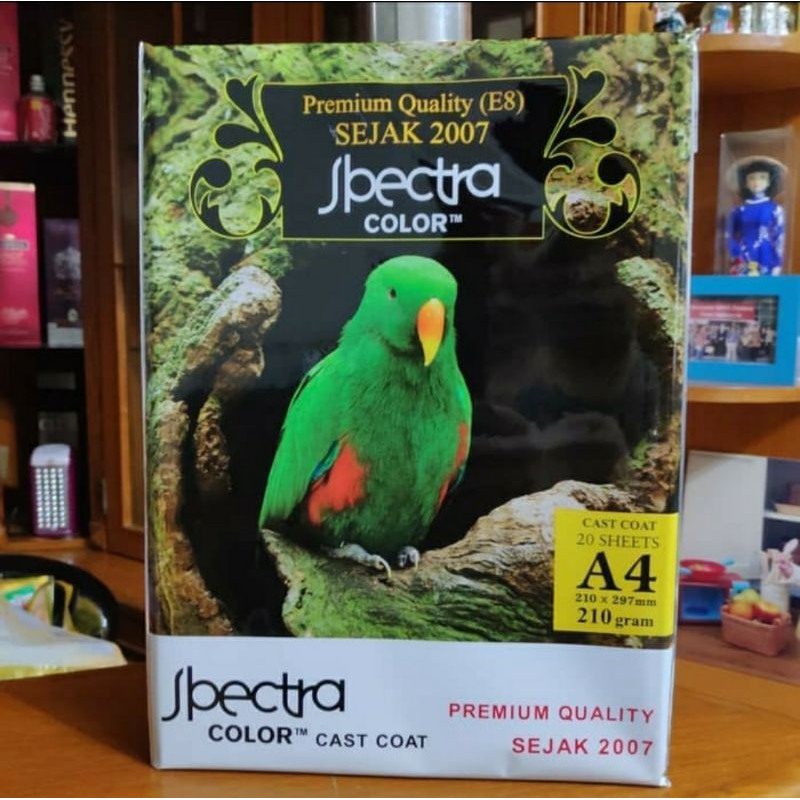 Hennessy
Premium Quality (E8)
SEJAK 2007
Spectra
COLOR™
CAST COAT
20 SHEETS
A4
210 x 297mm
210 gram
Spectra
COLOR™ CAST COAT
PREMIUM QUALITY
SEJAK 2007